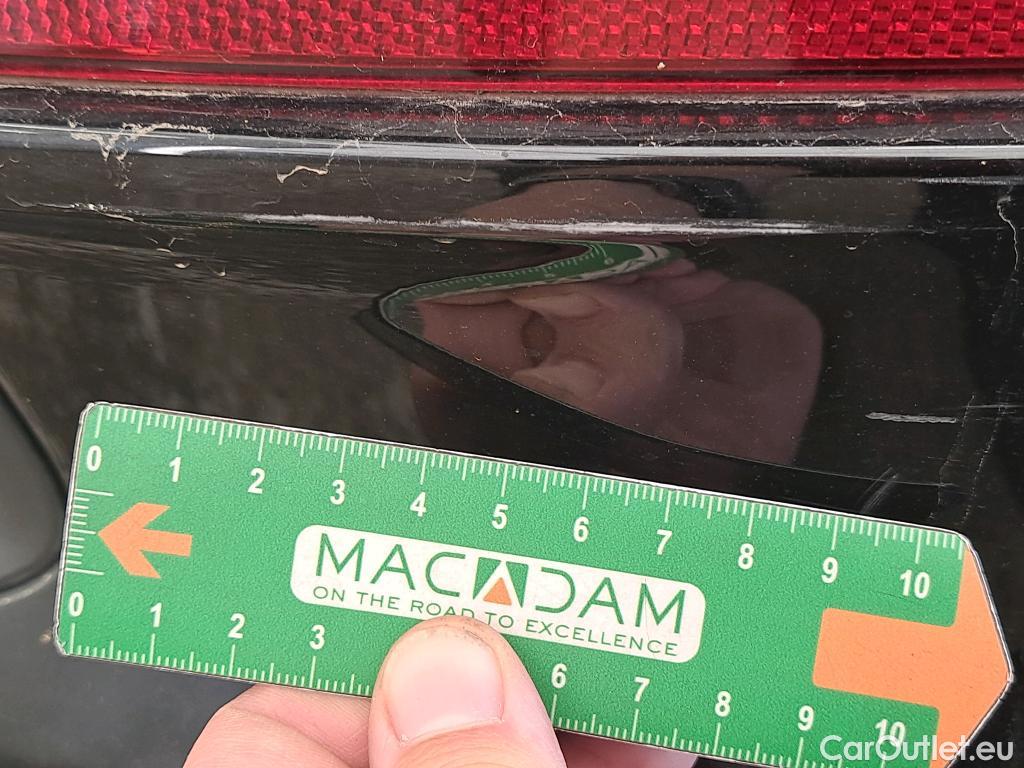 0 1 2 3 4 5 6 7 8 9 10
MACADAM
ON THE ROAD TO EXCELLENCE
0 1 2 3 6 7 8 9 10
CarOutlet.eu